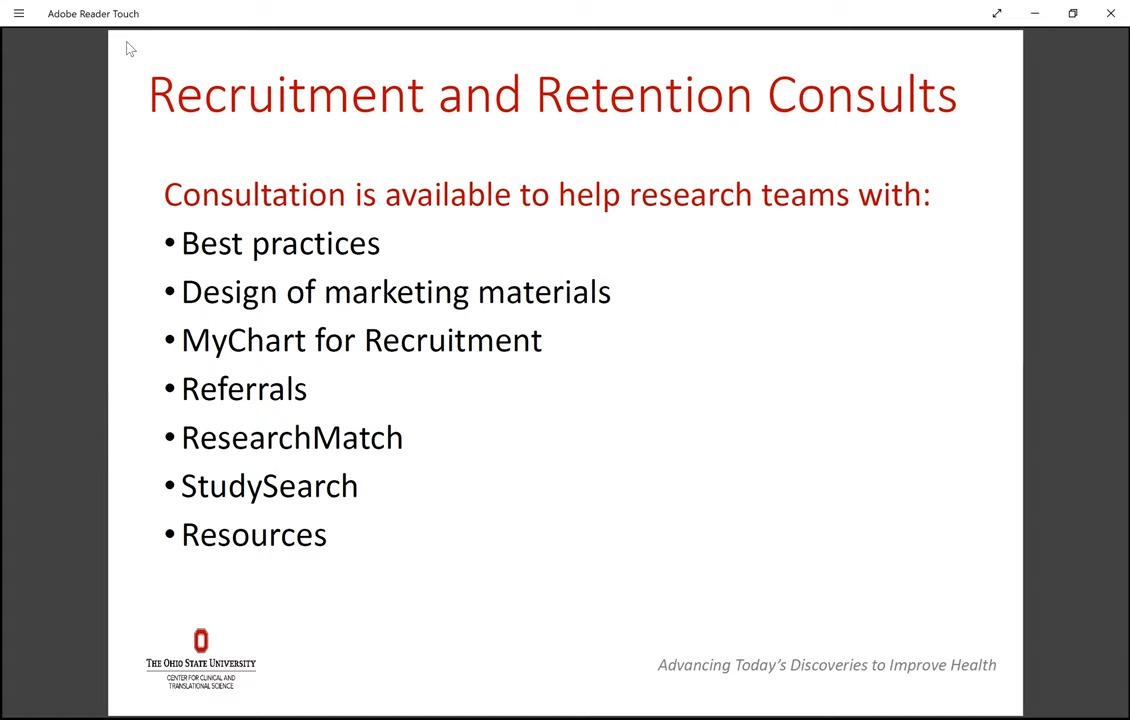 Adobe Reader Touch
Recruitment and Retention Consults
Consultation is available to help research teams with:
•Best practices
•Design of marketing materials
•MyChart for Recruitment
•Referrals
•ResearchMatch
•StudySearch
•Resources
THE OHIO STATE UNIVERSITY
CENTER FOR CLINICAL AND
TRANSLATIONAL SCIENCE
Advancing Today's Discoveries to Improve Health